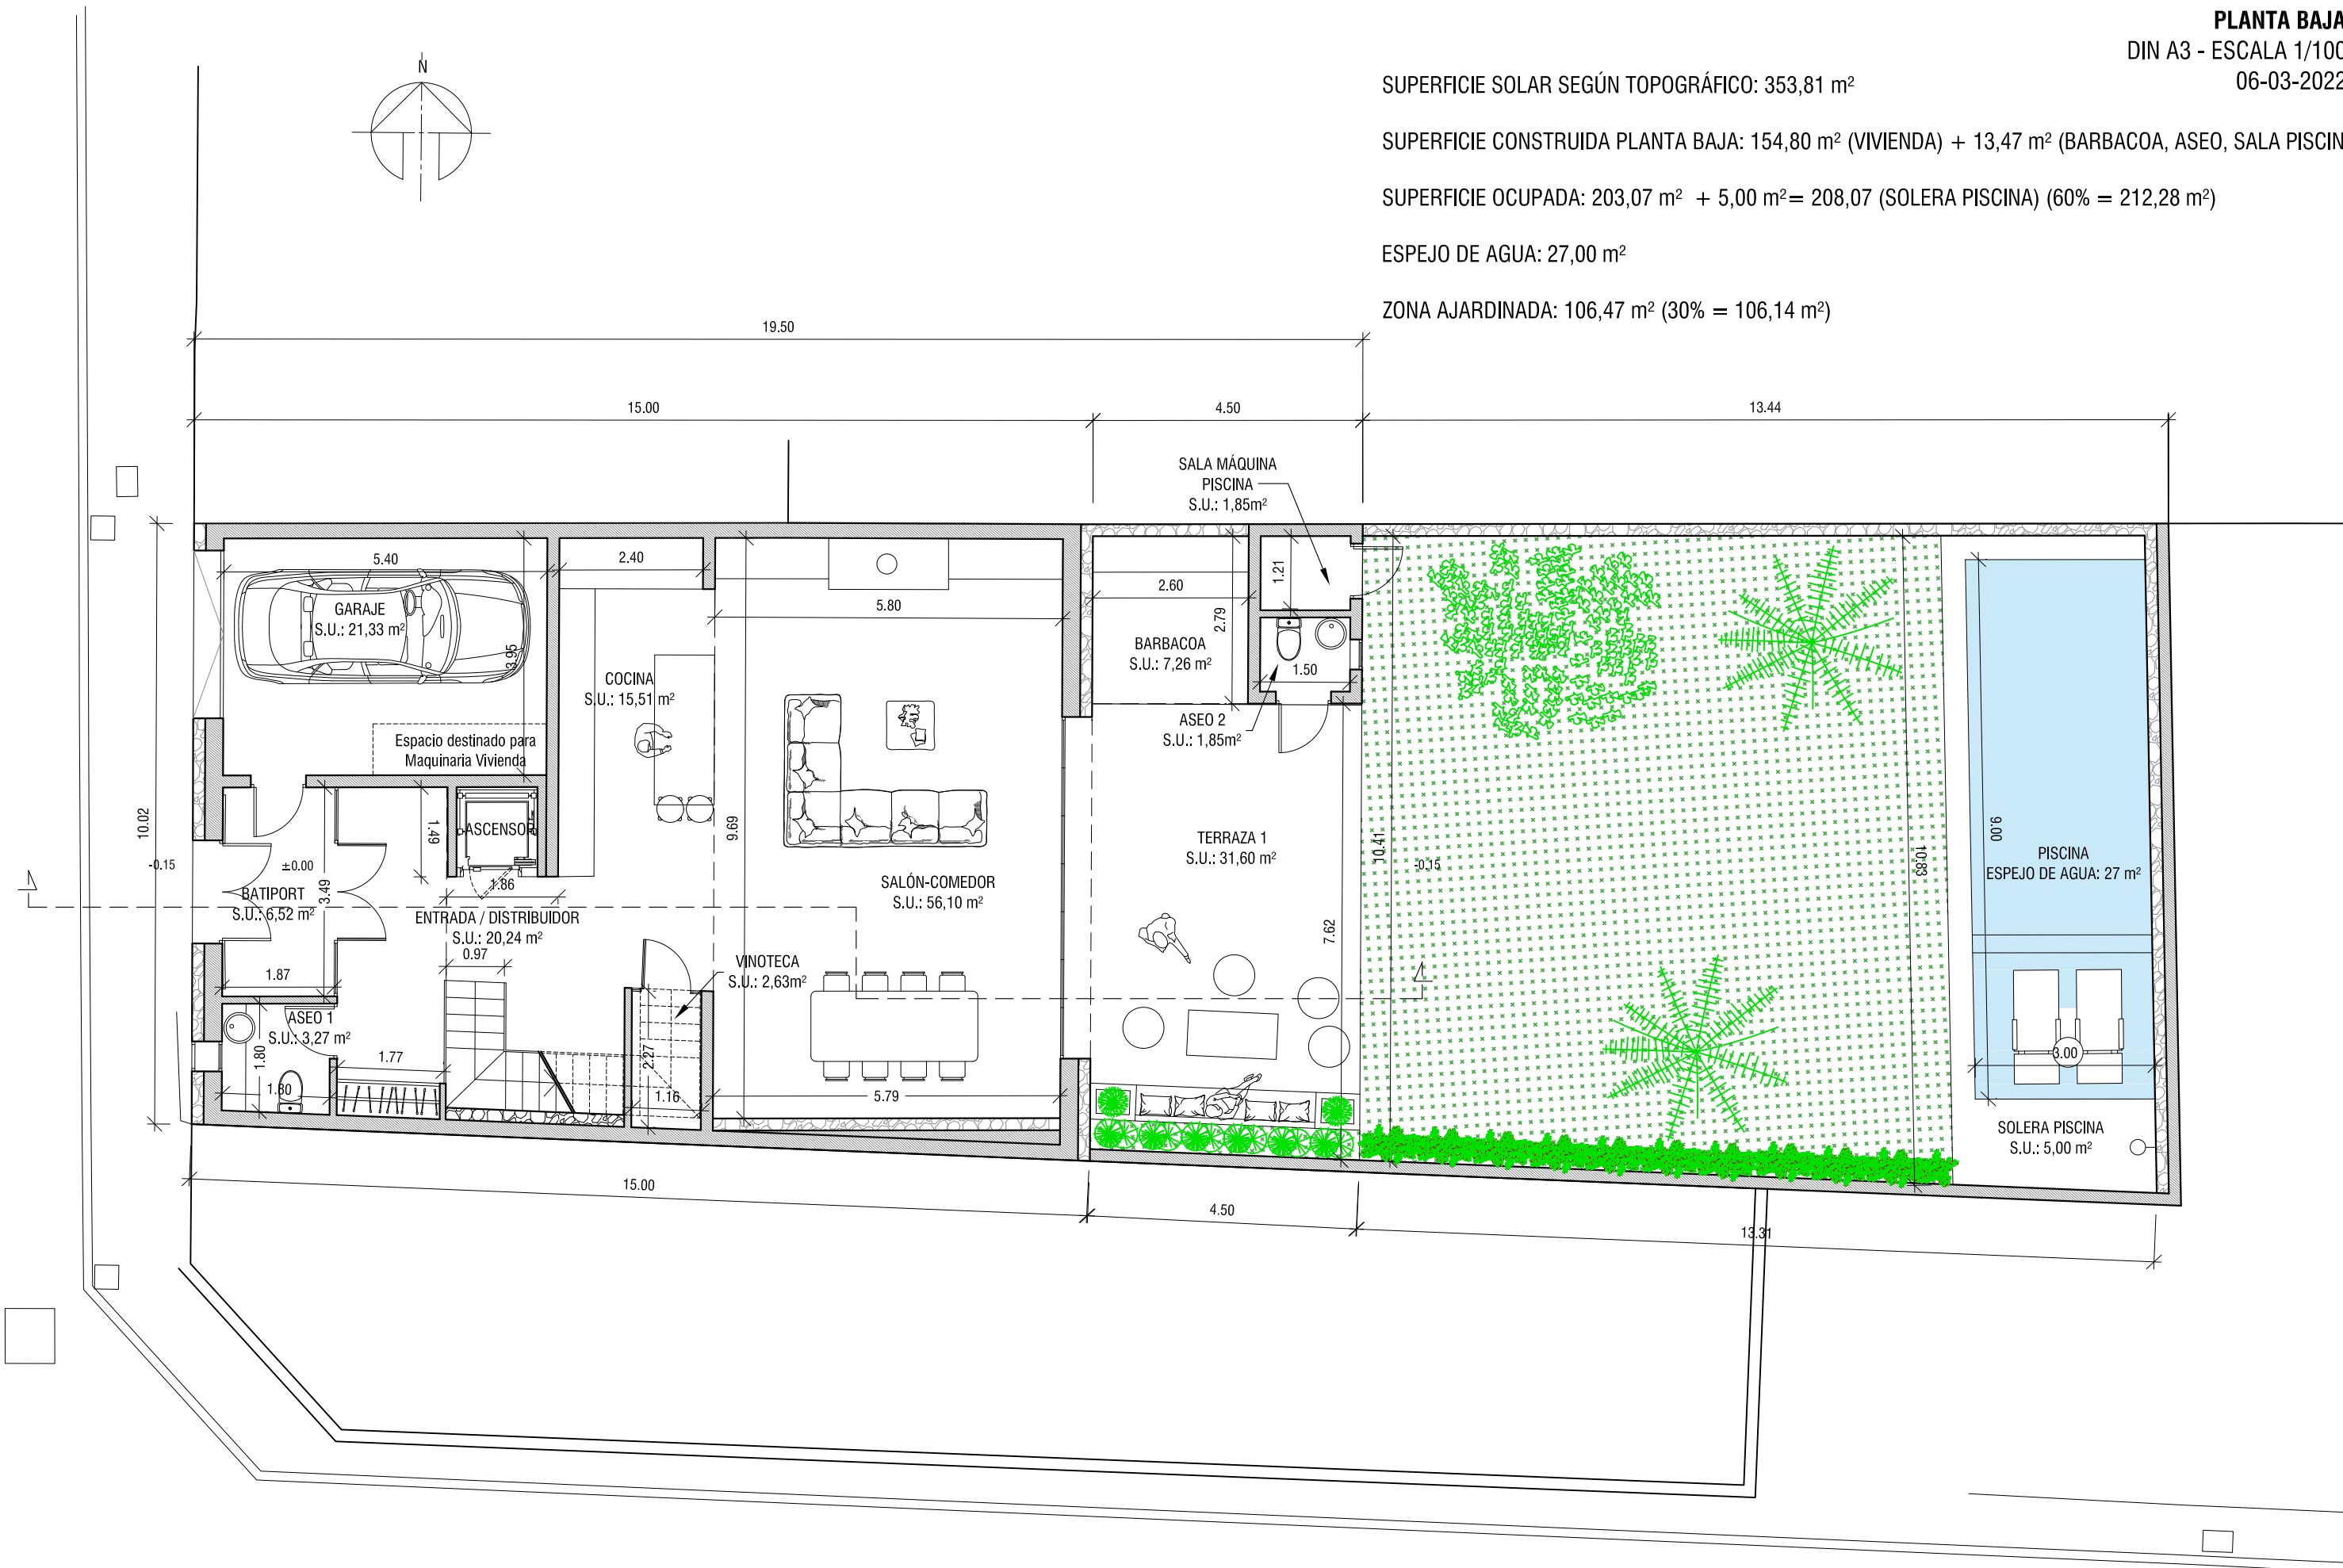 PLANTA BAJA
DIN A3 - ESCALA 1/100
06-03-2022
SUPERFICIE SOLAR SEGÚN TOPOGRÁFICO: 353,81 m²
SUPERFICIE CONSTRUIDA PLANTA BAJA: 154,80 m² (VIVIENDA) + 13,47 m² (BARBACOA, ASEO, SALA PISCIN
SUPERFICIE OCUPADA: 203,07 m² + 5,00 m²= 208,07 (SOLERA PISCINA) (60% = 212,28 m²)
ESPEJO DE AGUA: 27,00 m²
ZONA AJARDINADA: 106,47 m² (30% = 106,14 m²)
N
19.50
15.00
4.50
13.44
SALA MÁQUINA
PISCINA
S.U.: 1,85m²
5.40
2.40
5.80
2.60
1.21
2.79
GARAJE
S.U.: 21,33 m²
3.95
COCINA
S.U.: 15,51 m²
BARBACOA
S.U.: 7,26 m²
1.50
ASEO 2
S.U.: 1,85m²
Espacio destinado para
Maquinaria Vivienda
10.02
-0.15
±0.00
1.49
ASCENSOR
9.69
TERRAZA 1
S.U.: 31,60 m²
10.41
-0.15
10.83
9.00
PISCINA
ESPEJO DE AGUA: 27 m²
BATIPORT
S.U.: 6,52 m²
3.49
1.86
ENTRADA / DISTRIBUIDOR
S.U.: 20,24 m²
0.97
SALÓN-COMEDOR
S.U.: 56,10 m²
7.62
VINOTECA
S.U.: 2,63m²
1.87
ASEO 1
S.U.: 3,27 m²
1.80
1.80
1.77
2.27
1.16
5.79
3.00
SOLERA PISCINA
S.U.: 5,00 m²
15.00
4.50
13.31